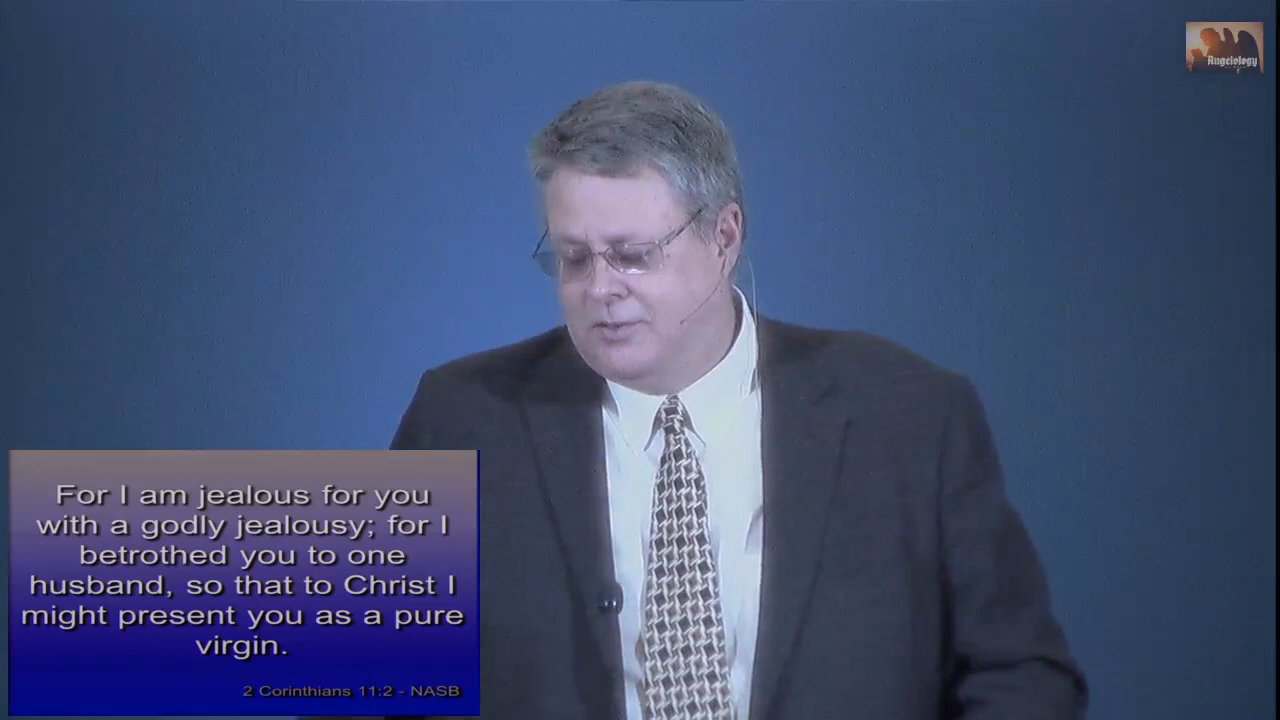 Angelology
For I am jealous for you
with a godly jealousy; for I
betrothed you to one
husband, so that to Christ I
might present you as a pure
virgin.
2 Corinthians 11:2 - NASB